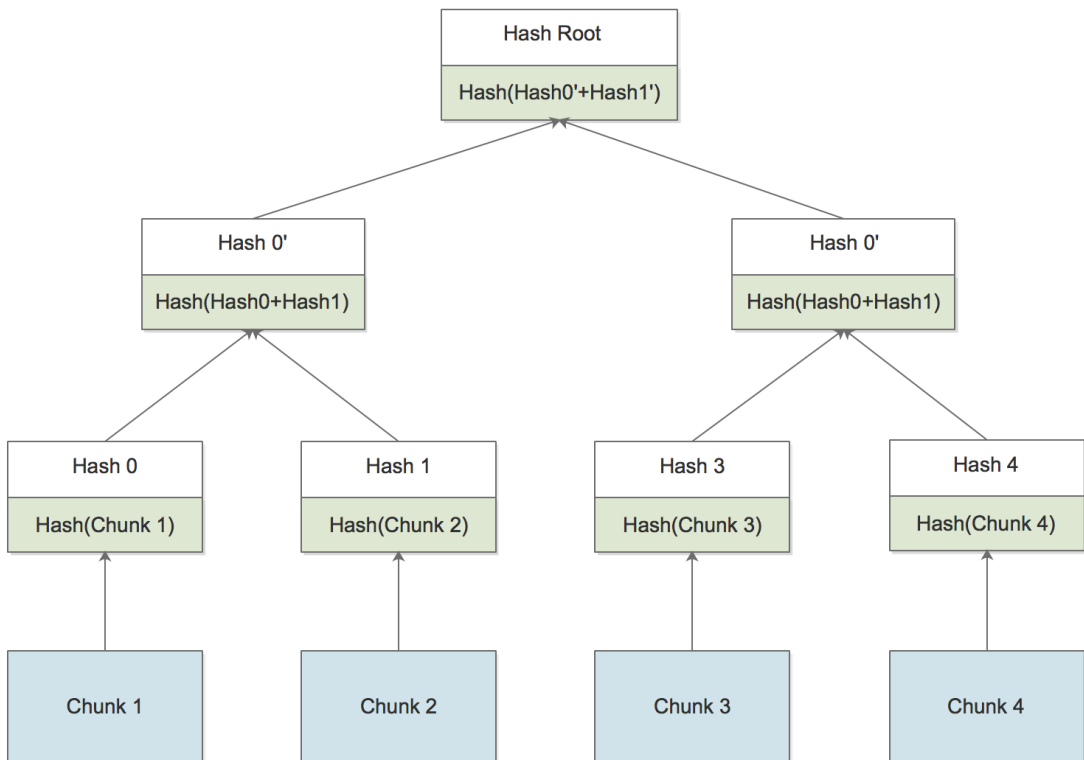 Hash Root
Hash(Hash0'+Hash1')
Hash 0'
Hash 0'
Hash(Hash0+Hash1)
Hash(Hash0+Hash1)
Hash 0
Hash 1
Hash 3
Hash 4
Hash(Chunk 1)
Hash(Chunk 2)
Hash(Chunk 3)
Hash(Chunk 4)
Chunk 1
Chunk 2
Chunk 3
Chunk 4